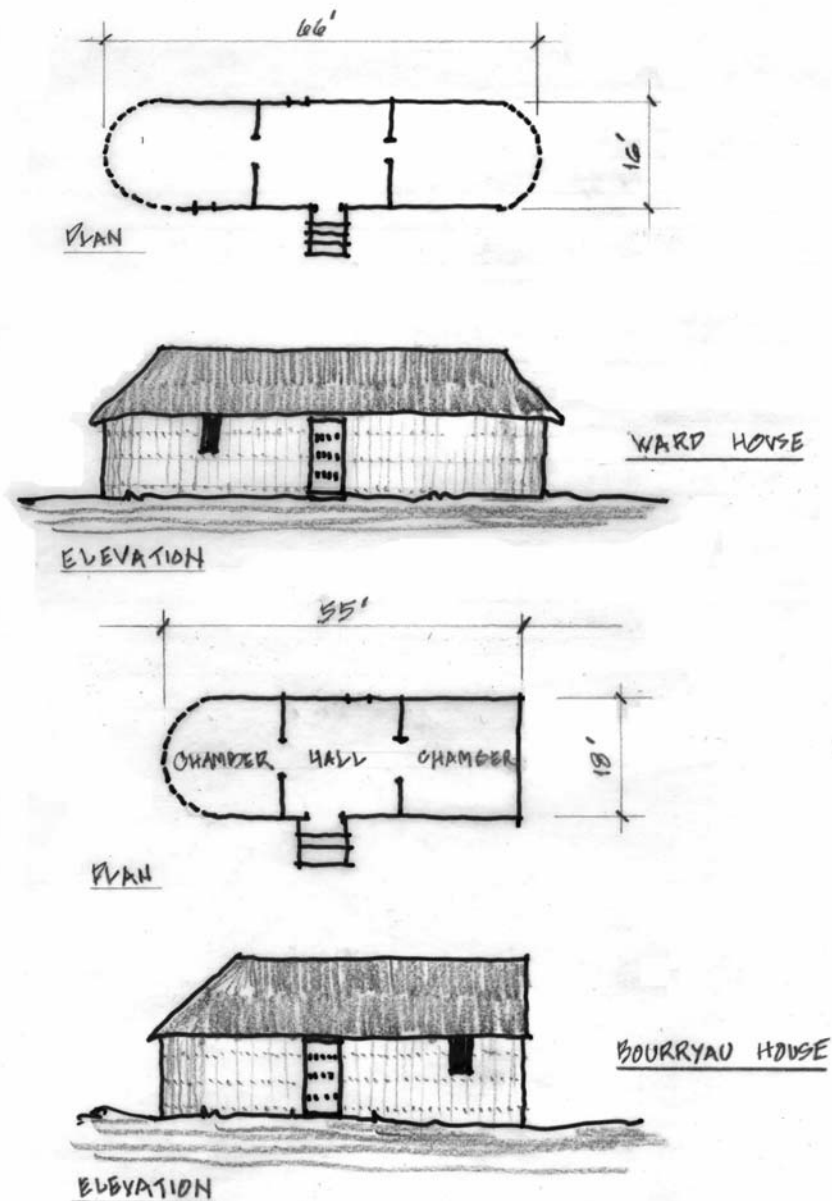 66'
16'
PLAN
WARD HOUSE
ELEVATION
55'
CHAMBER HALL CHAMBER
18'
PLAN
BOURRYAU HOUSE
ELEVATION